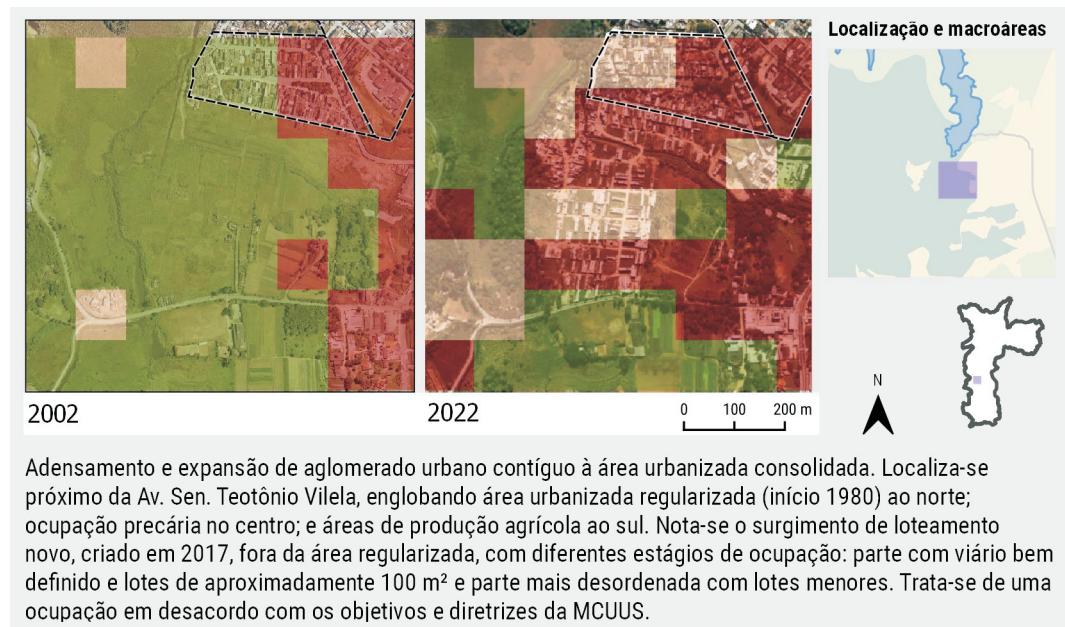 Localização e macroáreas
2002
2022
0 100 200 m
N
Adensamento e expansão de aglomerado urbano contíguo à área urbanizada consolidada. Localiza-se
próximo da Av. Sen. Teotônio Vilela, englobando área urbanizada regularizada (início 1980) ao norte;
ocupação precária no centro; e áreas de produção agrícola ao sul. Nota-se o surgimento de loteamento
novo, criado em 2017, fora da área regularizada, com diferentes estágios de ocupação: parte com viário bem
definido e lotes de aproximadamente 100 m² e parte mais desordenada com lotes menores. Trata-se de uma
ocupação em desacordo com os objetivos e diretrizes da MCUUS.